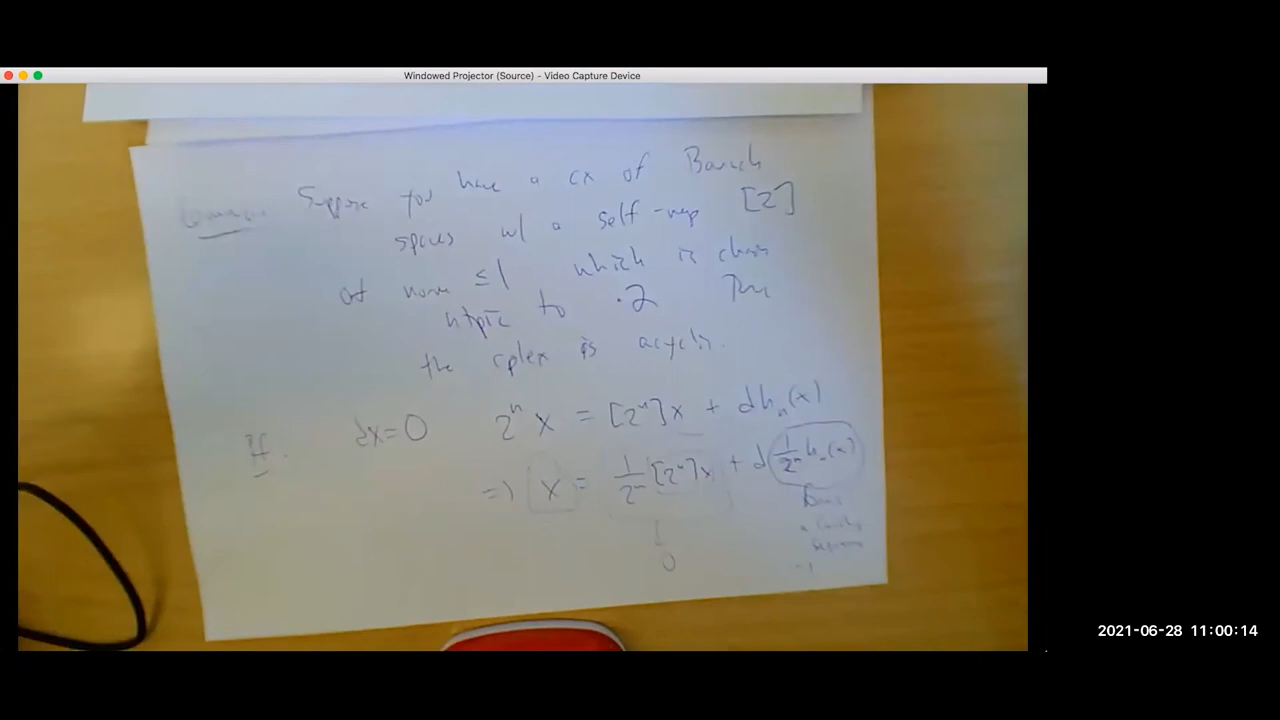 Windowed Projector (Source) - Video Capture Device
Suppose you have a cx of Banach
spaces w/ a self-map [2]
of norm ≤1 which is chain
htpic to ·2 Then
the cplex is acyclic.
Pf. dx=0 2ⁿ x = [2ⁿ]x + dhₙ(x)
=) x = 1/2ⁿ [2ⁿ]x + d 1/2ⁿ hₙ(x)
↓
0
2021-06-28 11:00:14